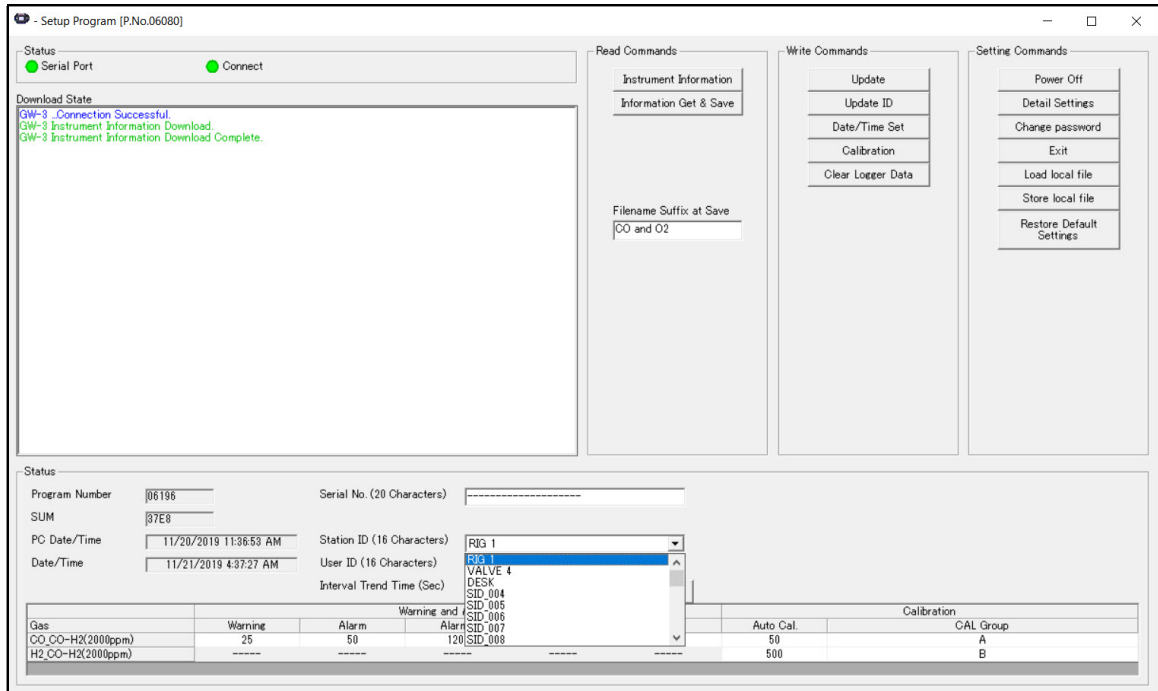 - Setup Program [P.No.06080]
Status
Serial Port
Connect
Download State
GW-3 ...Connection Successful.
GW-3 Instrument Information Download.
GW-3 Instrument Information Download Complete.
Read Commands
Instrument Information
Information Get & Save
Filename Suffix at Save
CO and O2
Write Commands
Update
Update ID
Date/Time Set
Calibration
Clear Logger Data
Setting Commands
Power Off
Detail Settings
Change password
Exit
Load local file
Store local file
Restore Default
Settings
Status
Program Number 06196
SUM 37E8
PC Date/Time 11/20/2019 11:36:53 AM
Date/Time 11/21/2019 4:37:27 AM
Serial No. (20 Characters) --------------------
Station ID (16 Characters) RIG 1
User ID (16 Characters)
Interval Trend Time (Sec)
RIG 1
VALVE 4
DESK
SID_004
SID_005
SID_006
SID_007
SID_008
Warning and
Calibration
Gas Warning Alarm Alar Auto Cal. CAL Group
CO_CO-H2(2000ppm) 25 50 120 50 A
H2_CO-H2(2000ppm) ----- ----- ----- ----- ----- 500 B